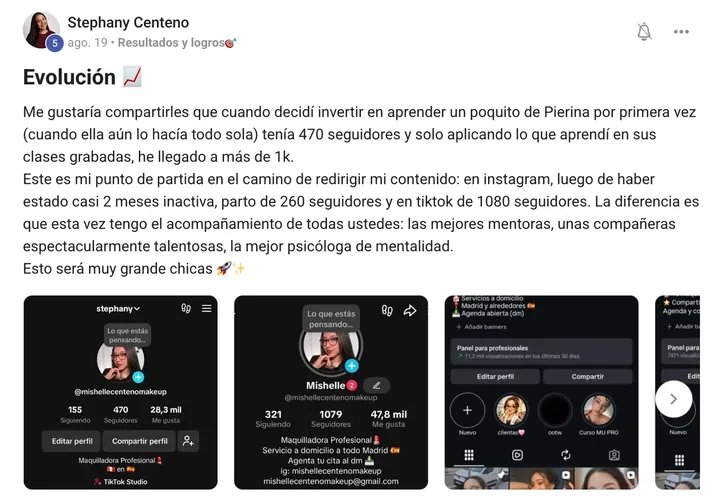 Stephany Centeno
5
ago. 19 • Resultados y logros🎯
Evolución 📈
Me gustaría compartirles que cuando decidí invertir en aprender un poquito de Pierina por primera vez
(cuando ella aún lo hacía todo sola) tenía 470 seguidores y solo aplicando lo que aprendí en sus
clases grabadas, he llegado a más de 1k.
Este es mi punto de partida en el camino de redirigir mi contenido: en instagram, luego de haber
estado casi 2 meses inactiva, parto de 260 seguidores y en tiktok de 1080 seguidores. La diferencia es
que esta vez tengo el acompañamiento de todas ustedes: las mejores mentoras, unas compañeras
espectacularmente talentosas, la mejor psicóloga de mentalidad.
Esto será muy grande chicas 🚀✨
stephany
Lo que estás
pensando...
@mishellecentenomakeup
155 470 28,3 mil
Siguiendo Seguidores Me gusta
Editar perfil Compartir perfil
Maquilladora Profesional💄
🇵🇪 en 🇪🇸
TikTok Studio
Lo que estás
pensando...
Mishelle 2
@mishellecentenomakeup
321 1079 47,8 mil
Siguiendo Seguidores Me gusta
Maquilladora Profesional💄
Servicio a domicilio a todo Madrid 🇪🇸
Agenta tu cita al dm 📥
ig: mishellecentenomakeup
mishellecentenomakeup@gmail.com
Servicios a domicilio
Madrid y alrededores 🇪🇸
Agenda abierta (dm)
+ Añadir banners
Panel para profesionales
11,2 mil visualizaciones en los últimos 30 días.
Editar perfil Compartir
Nuevo clientas ootw Curso MU PRO
Agenda y co
+ Añadir b
Panel para
7471 visualiz
Editar
Nuevo